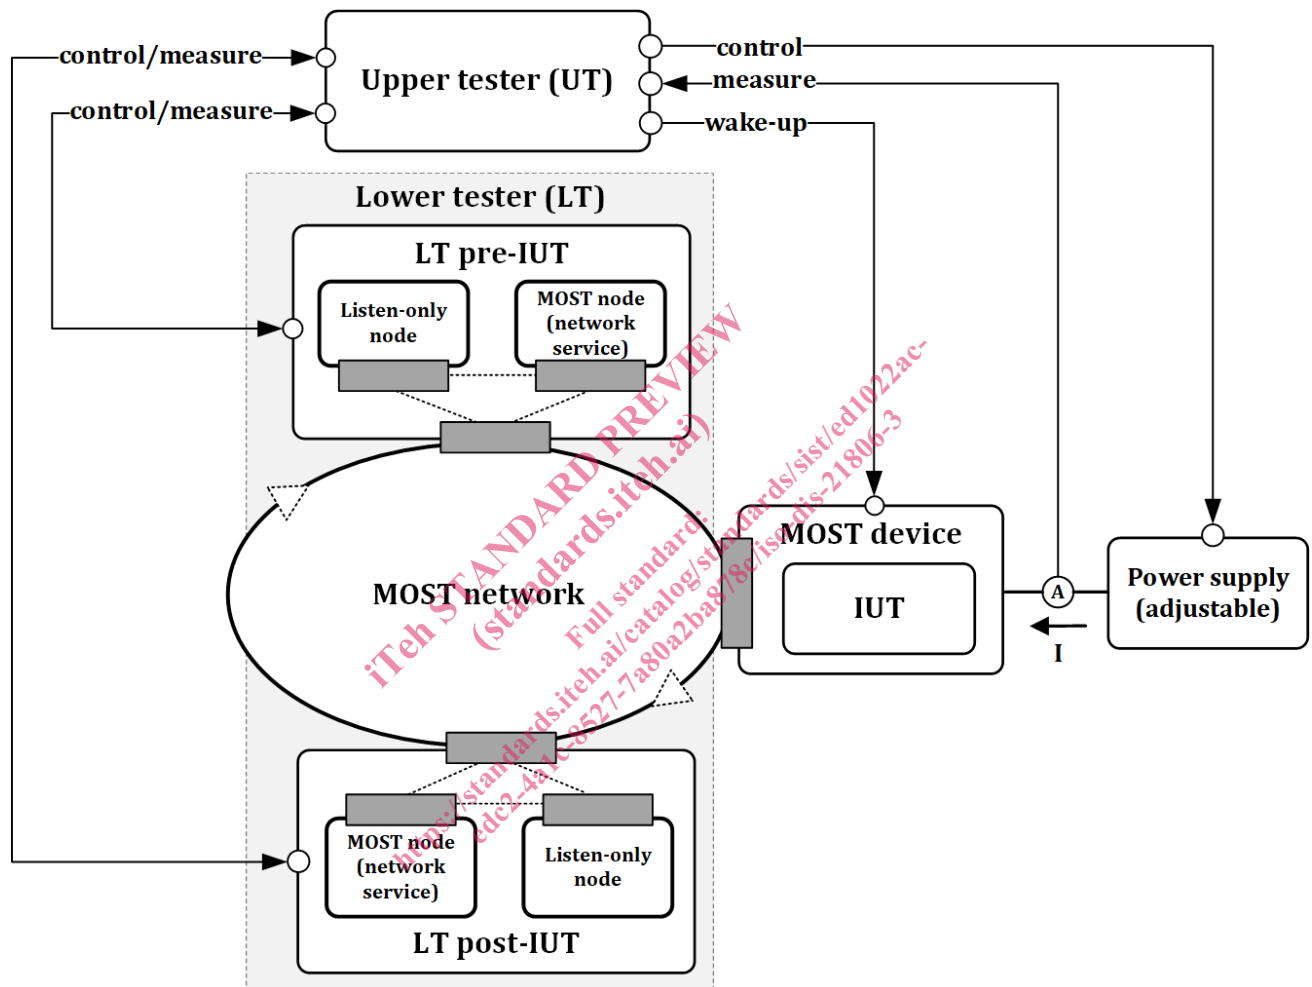 control/measure
control/measure
Upper tester (UT)
control
measure
wake-up
Lower tester (LT)
LT pre-IUT
Listen-only
node
MOST node
(network
service)
MOST network
MOST device
IUT
A
I
Power supply
(adjustable)
MOST node
(network
service)
Listen-only
node
LT post-IUT
iTeh STANDARD PREVIEW
(standards.iteh.ai)
Full standard:
https://standards.iteh.ai/catalog/standards/sist/ed1022ac-
edc2-4a1c-8527-7a80a2ba878c/iso-dis-21806-3